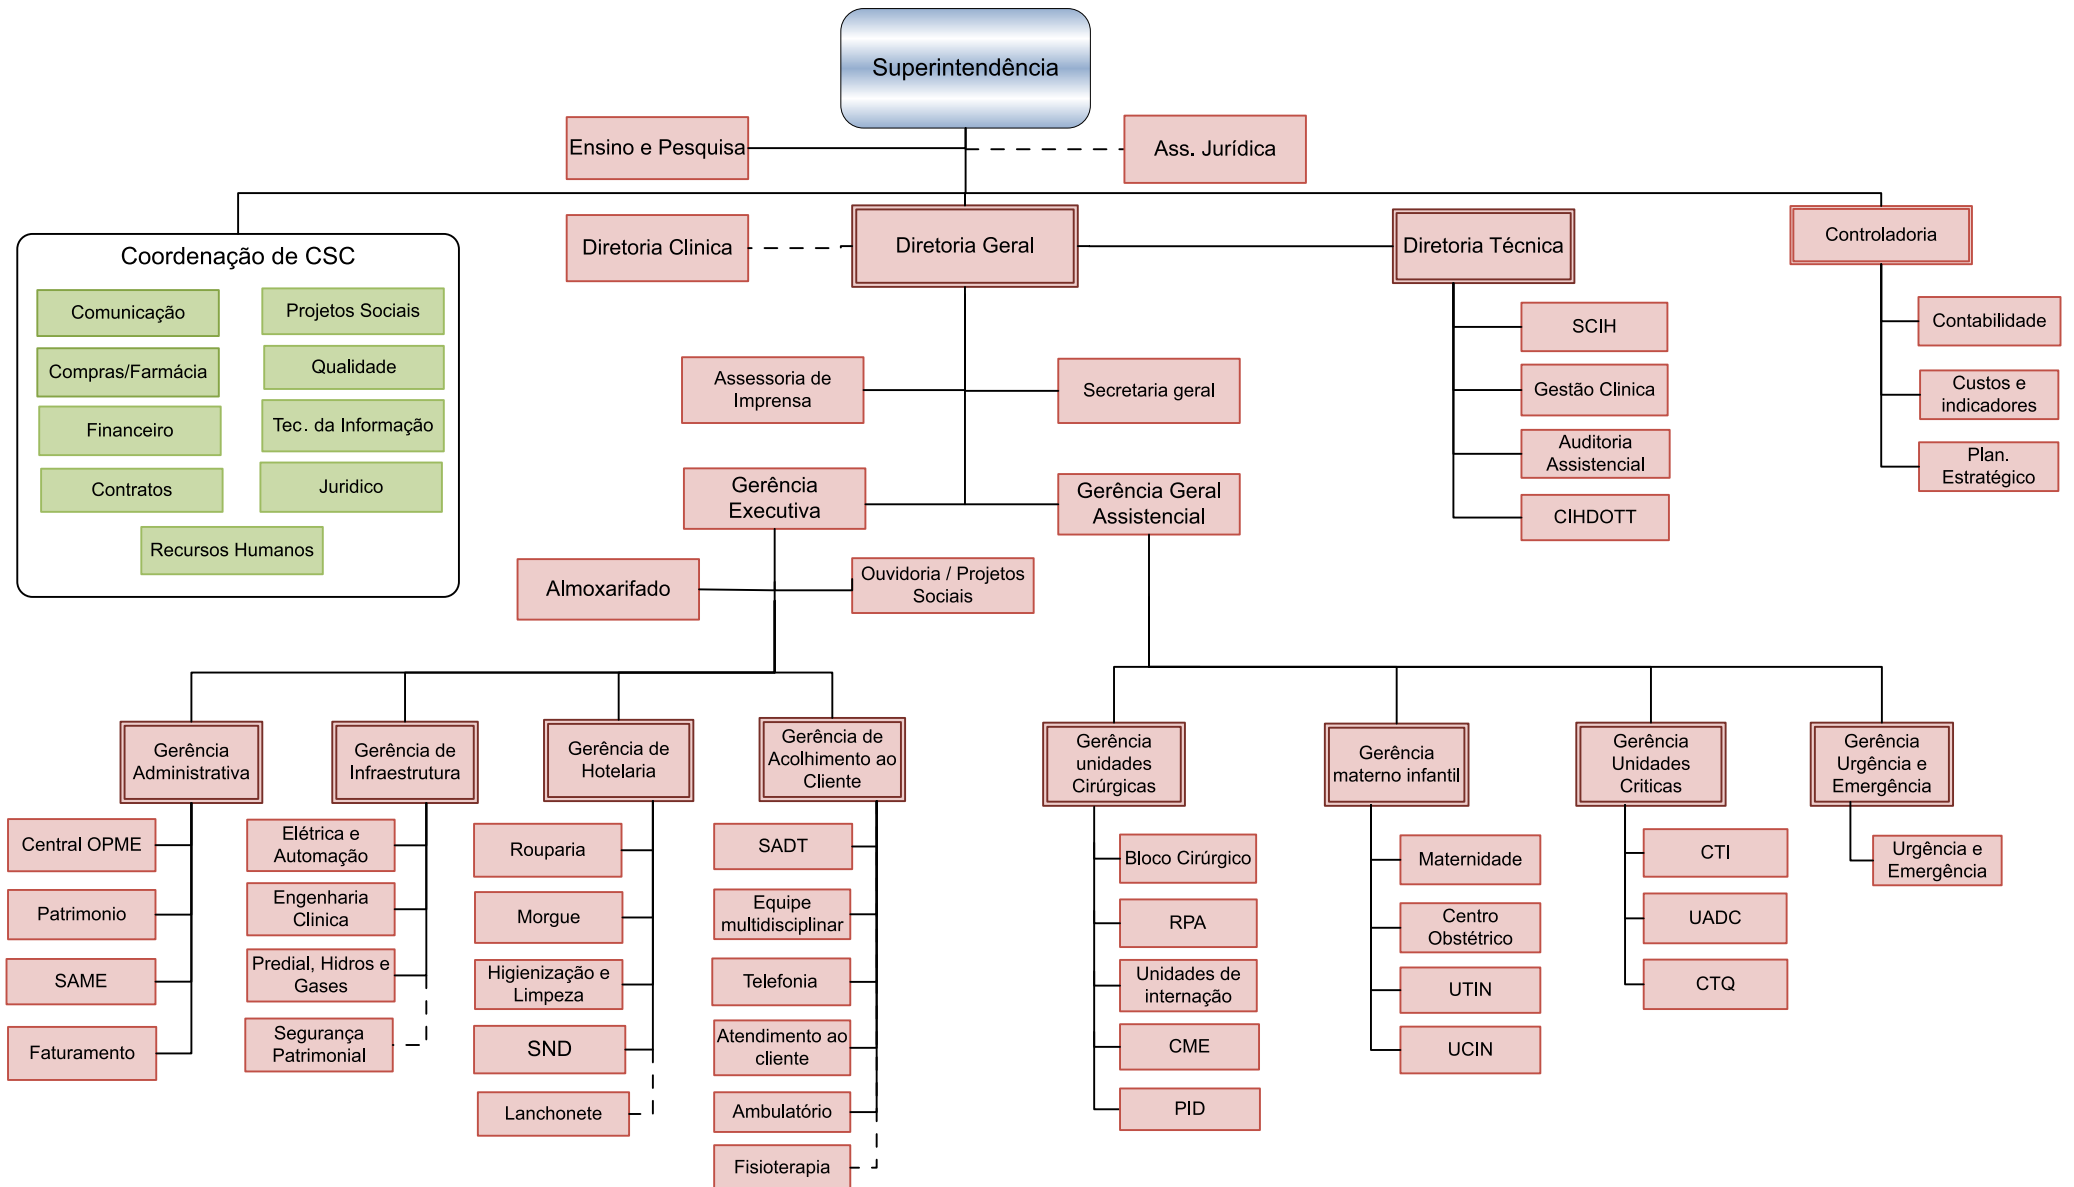 Superintendência
Ensino e Pesquisa
Ass. Jurídica
Coordenação de CSC
Comunicação
Projetos Sociais
Compras/Farmácia
Qualidade
Financeiro
Tec. da Informação
Contratos
Juridico
Recursos Humanos
Diretoria Clinica
Diretoria Geral
Diretoria Técnica
Controladoria
SCIH
Gestão Clinica
Auditoria
Assistencial
CIHDOTT
Contabilidade
Custos e
indicadores
Plan.
Estratégico
Assessoria de
Imprensa
Secretaria geral
Gerência
Executiva
Gerência Geral
Assistencial
Almoxarifado
Ouvidoria / Projetos
Sociais
Gerência
Administrativa
Central OPME
Patrimonio
SAME
Faturamento
Gerência de
Infraestrutura
Elétrica e
Automação
Engenharia
Clinica
Predial, Hidros e
Gases
Segurança
Patrimonial
Gerência de
Hotelaria
Rouparia
Morgue
Higienização e
Limpeza
SND
Lanchonete
Gerência de
Acolhimento ao
Cliente
SADT
Equipe
multidisciplinar
Telefonia
Atendimento ao
cliente
Ambulatório
Fisioterapia
Gerência
unidades
Cirúrgicas
Bloco Cirúrgico
RPA
Unidades de
internação
CME
PID
Gerência
materno infantil
Maternidade
Centro
Obstétrico
UTIN
UCIN
Gerência
Unidades
Criticas
CTI
UADC
CTQ
Gerência
Urgência e
Emergência
Urgência e
Emergência